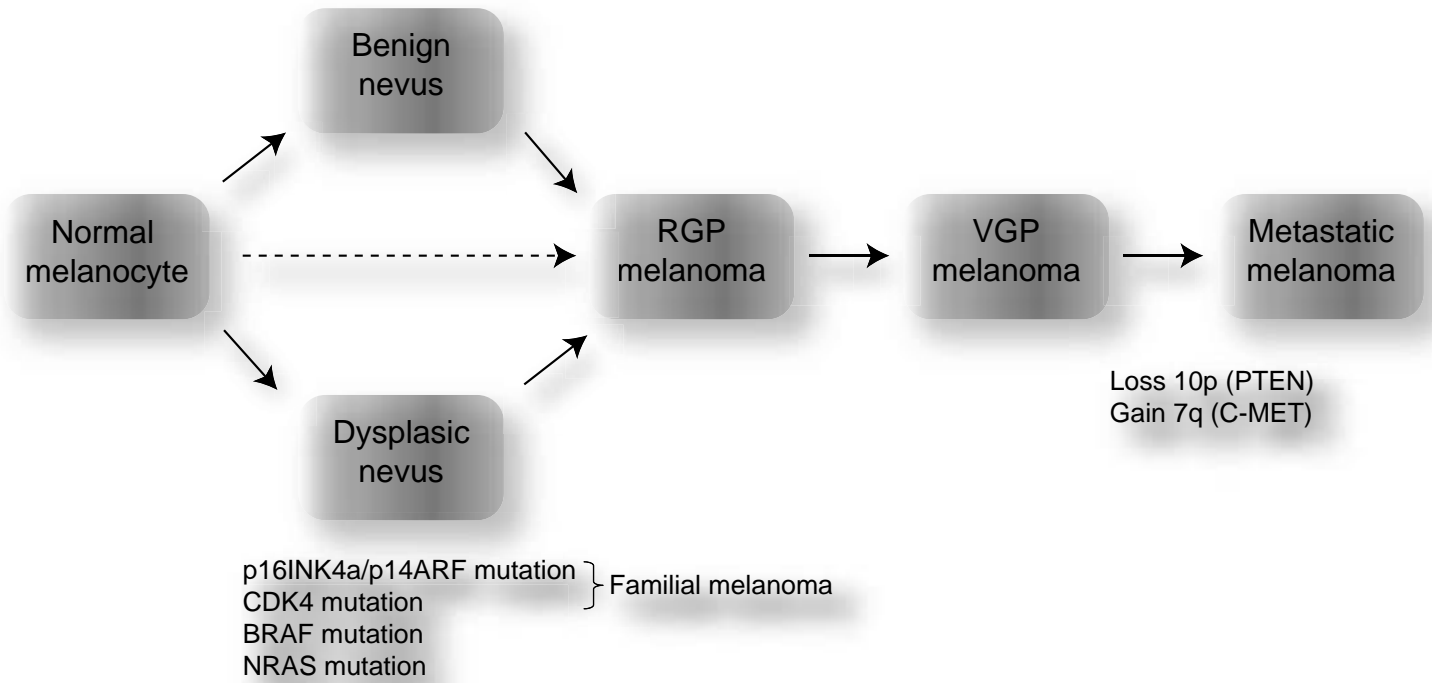 Benign
nevus
Normal
melanocyte
RGP
melanoma
VGP
melanoma
Metastatic
melanoma
Dysplasic
nevus
Loss 10p (PTEN)
Gain 7q (C-MET)
p16INK4a/p14ARF mutation
CDK4 mutation
Familial melanoma
BRAF mutation
NRAS mutation